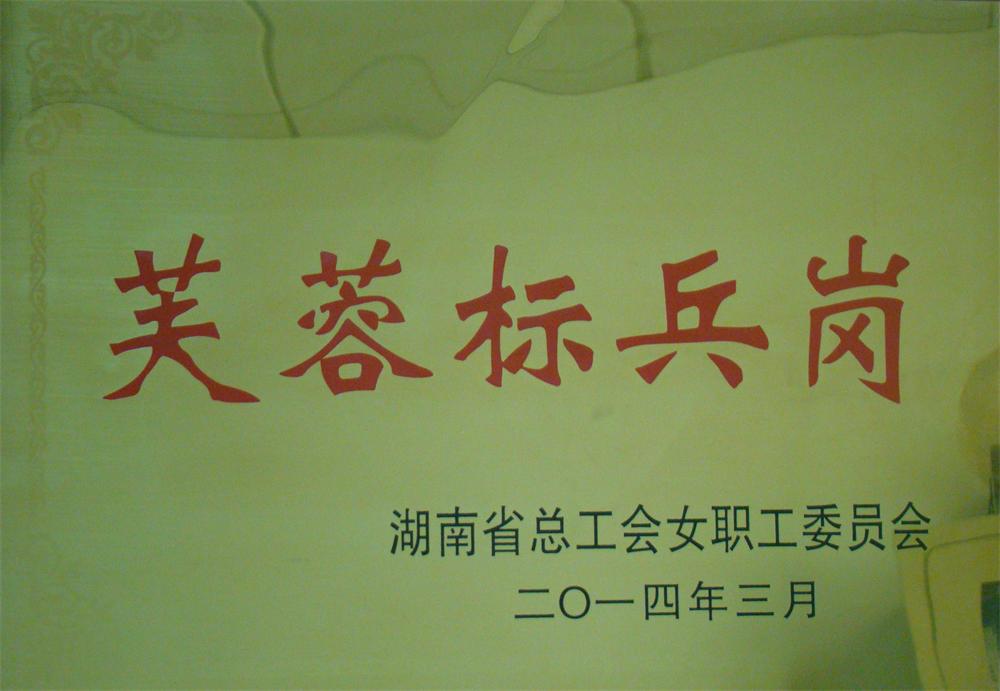 芙蓉标兵岗
湖南省总工会女职工委员会
二〇一四年三月